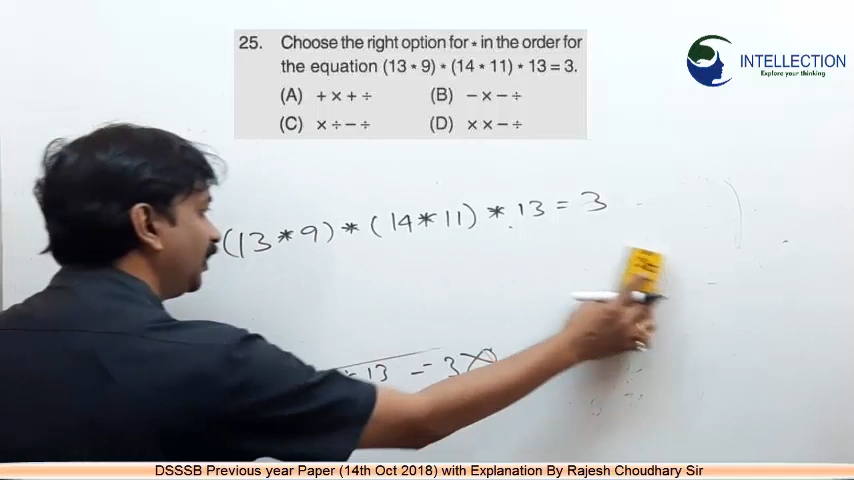 25. Choose the right option for * in the order for
the equation (13 * 9) * (14 * 11) * 13 = 3.
(A) + × + ÷ (B) − × − ÷
(C) × ÷ − ÷ (D) × × − ÷
INTELLECTION
Explore your thinking
(13 * 9) * (14 * 11) * 13 = 3
13 = 3
DSSSB Previous year Paper (14th Oct 2018) with Explanation By Rajesh Choudhary Sir